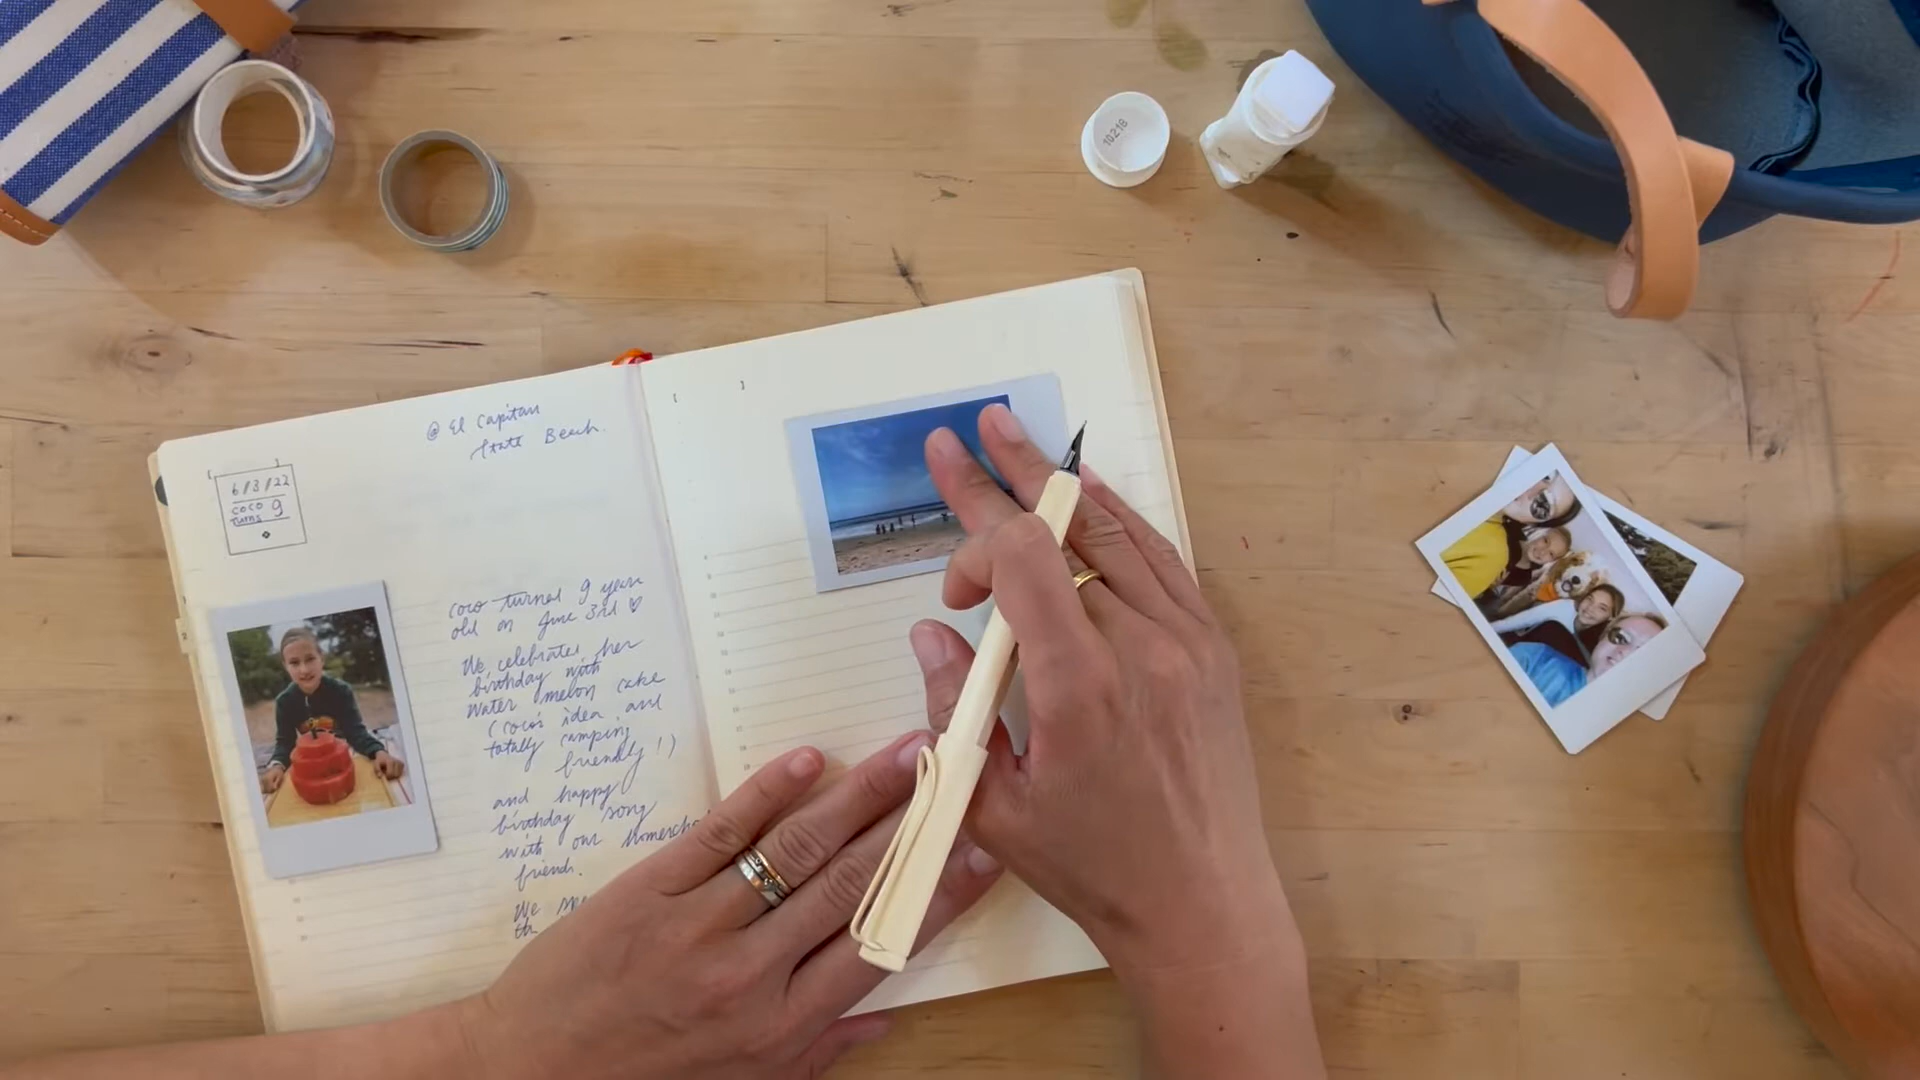 @ El Capitan
State Beach.
6/3/22
coco 9
turns
coco turned 9 years
old on June 3rd ♡
We celebrates her
birthday with
water melon cake
(coco's idea and
totally camping
friendly!)
and happy
birthday song
with our
friends.
We
10218